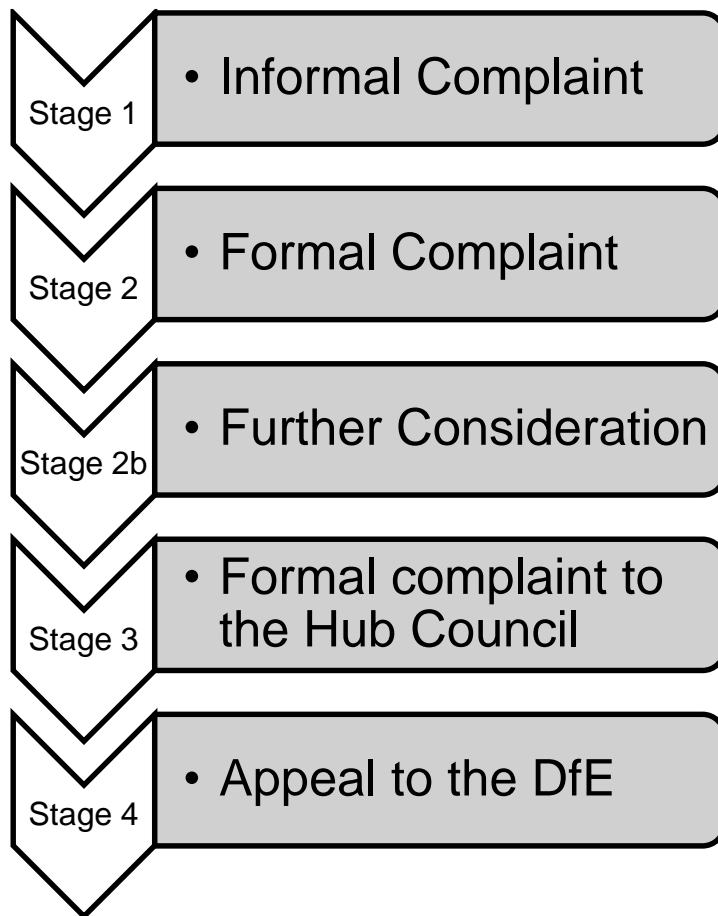 Stage 1
• Informal Complaint
Stage 2
• Formal Complaint
Stage 2b
• Further Consideration
Stage 3
• Formal complaint to
the Hub Council
Stage 4
• Appeal to the DfE